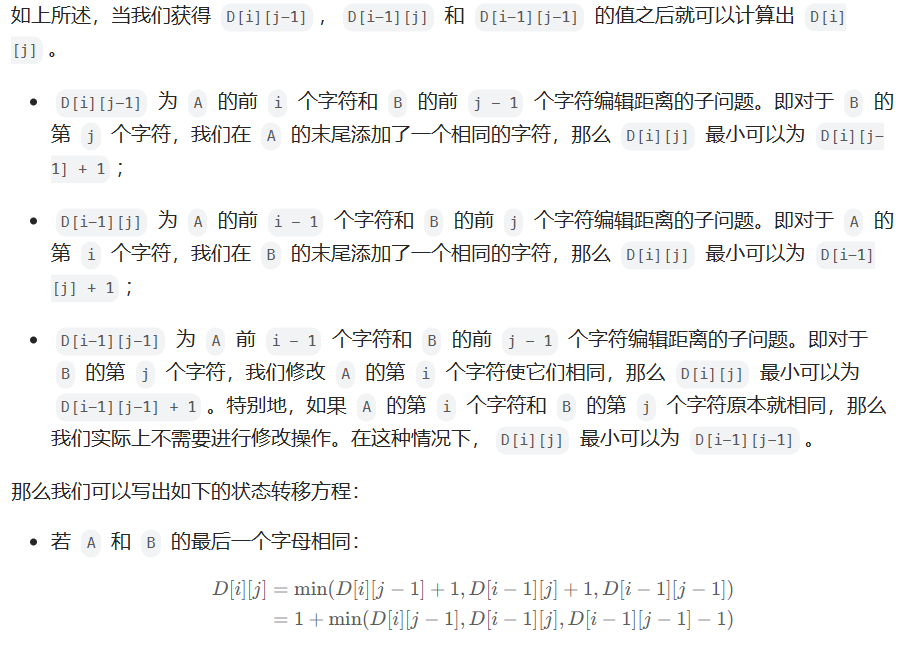 如上所述，当我们获得 D[i][j-1] ， D[i-1][j] 和 D[i-1][j-1] 的值之后就可以计算出 D[i]
[j] 。
• D[i][j-1] 为 A 的前 i 个字符和 B 的前 j - 1 个字符编辑距离的子问题。即对于 B 的
第 j 个字符，我们在 A 的末尾添加了一个相同的字符，那么 D[i][j] 最小可以为 D[i][j-
1] + 1 ；
• D[i-1][j] 为 A 的前 i - 1 个字符和 B 的前 j 个字符编辑距离的子问题。即对于 A 的
第 i 个字符，我们在 B 的末尾添加了一个相同的字符，那么 D[i][j] 最小可以为 D[i-1]
[j] + 1 ；
• D[i-1][j-1] 为 A 前 i - 1 个字符和 B 的前 j - 1 个字符编辑距离的子问题。即对于
B 的第 j 个字符，我们修改 A 的第 i 个字符使它们相同，那么 D[i][j] 最小可以为
D[i-1][j-1] + 1 。特别地，如果 A 的第 i 个字符和 B 的第 j 个字符原本就相同，那么
我们实际上不需要进行修改操作。在这种情况下， D[i][j] 最小可以为 D[i-1][j-1] 。
那么我们可以写出如下的状态转移方程：
• 若 A 和 B 的最后一个字母相同：
D[i][j] = min(D[i][j − 1] + 1, D[i − 1][j] + 1, D[i − 1][j − 1])
= 1 + min(D[i][j − 1], D[i − 1][j], D[i − 1][j − 1] − 1)